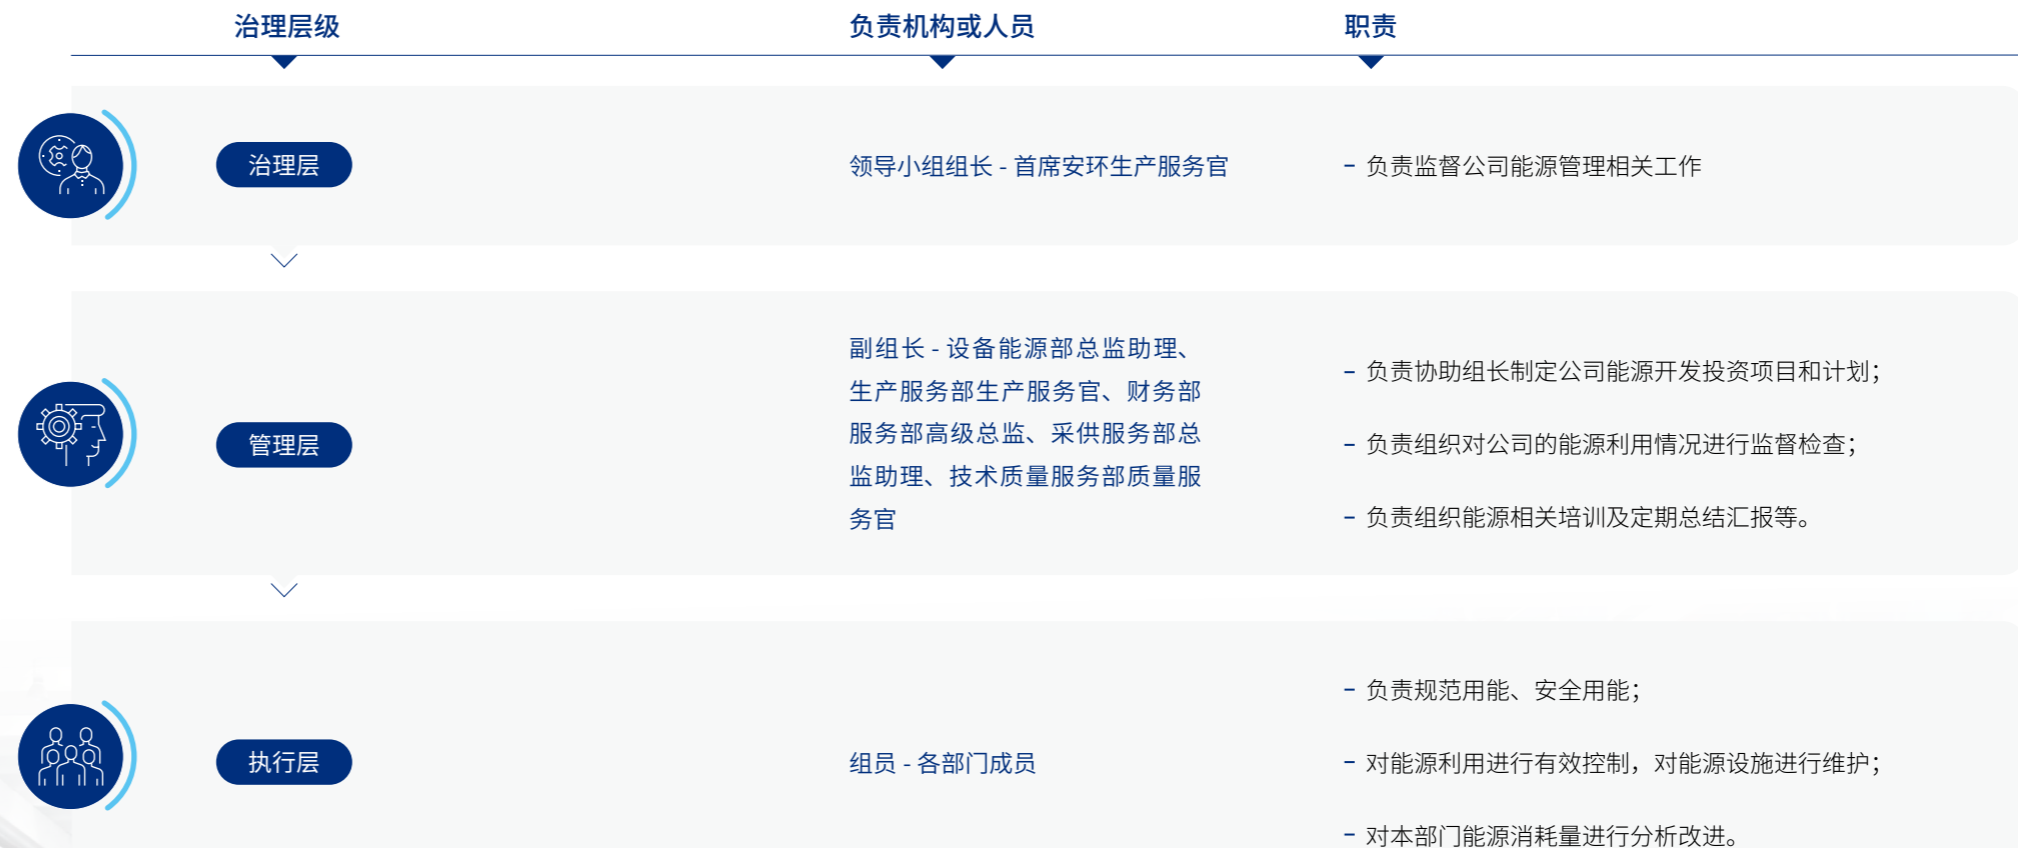 治理层级
负责机构或人员
职责
治理层
领导小组组长 - 首席安环生产服务官
– 负责监督公司能源管理相关工作
管理层
副组长 - 设备能源部总监助理、
生产服务部生产服务官、财务部
服务部高级总监、采供服务部总
监助理、技术质量服务部质量服
务官
– 负责协助组长制定公司能源开发投资项目和计划；
– 负责组织对公司的能源利用情况进行监督检查；
– 负责组织能源相关培训及定期总结汇报等。
执行层
组员 - 各部门成员
– 负责规范用能、安全用能；
– 对能源利用进行有效控制，对能源设施进行维护；
– 对本部门能源消耗量进行分析改进。